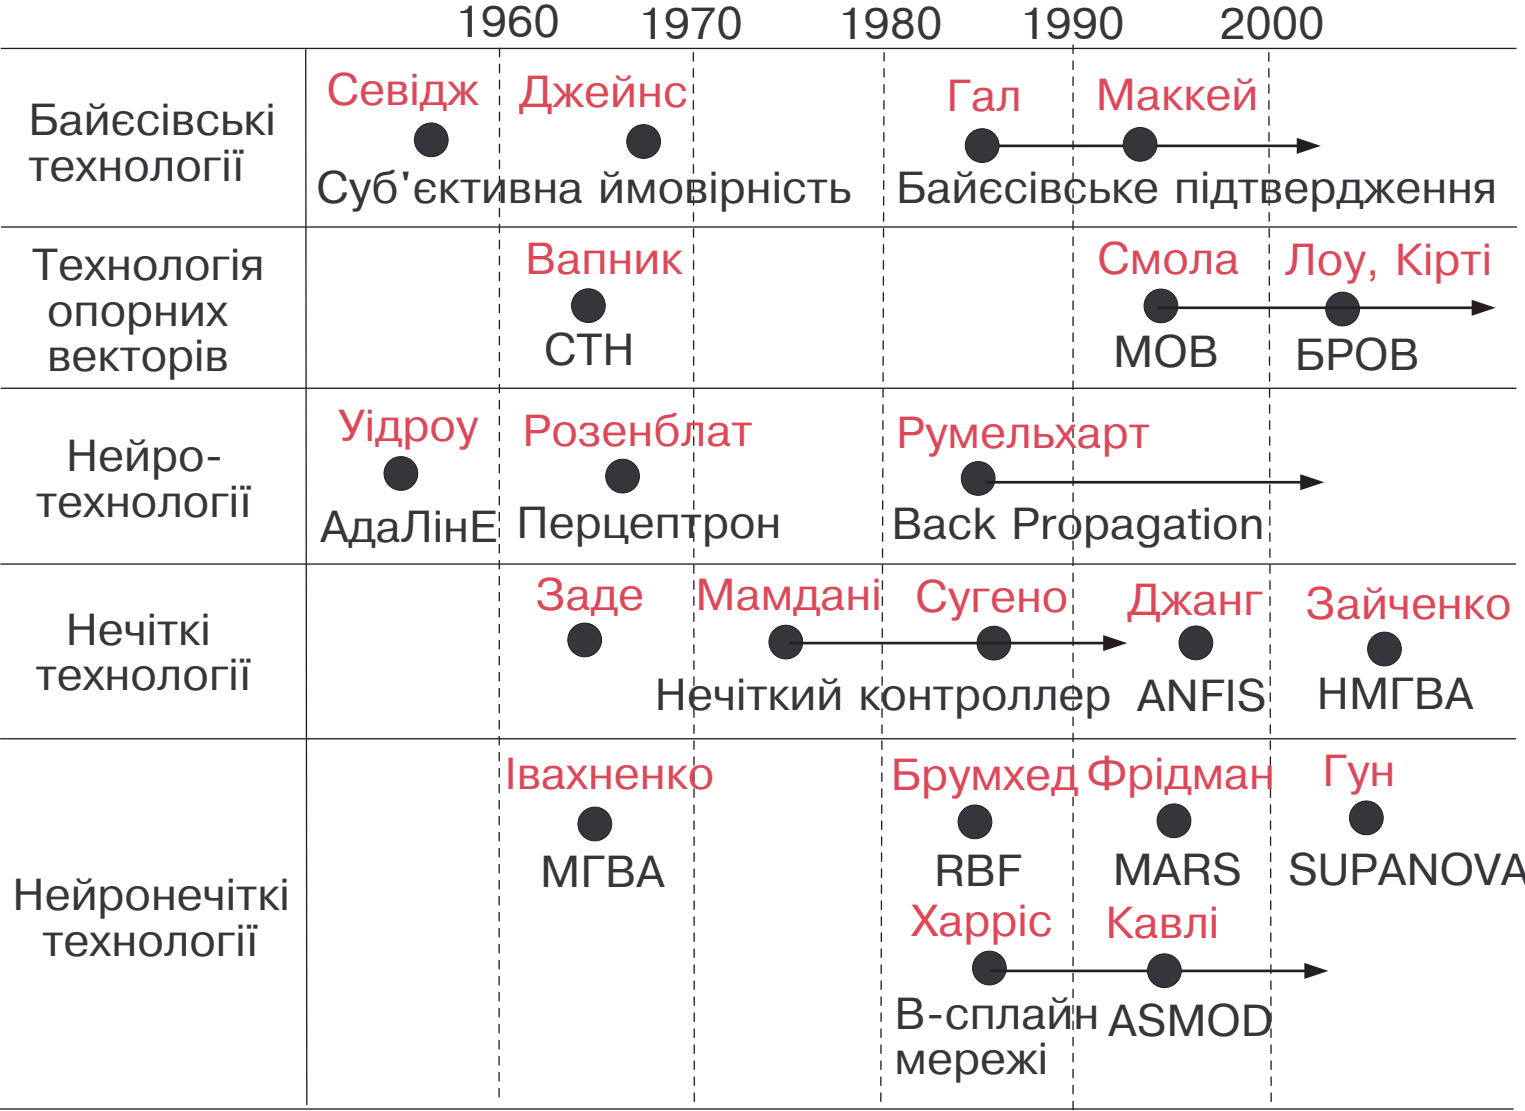 1960 1970 1980 1990 2000
Байєсівські
технології
Севідж Джейнс Гал Маккей
Суб'єктивна ймовірність Байєсівське підтвердження
Технологія
опорних
векторів
Вапник Смола Лоу, Кірті
СТН МОВ БРОВ
Нейро-
технології
Уідроу Розенблат Румельхарт
АдаЛінЕ Перцептрон Back Propagation
Нечіткі
технології
Заде Мамдані Сугено Джанг Зайченко
Нечіткий контроллер ANFIS НМГВА
Нейронечіткі
технології
Івахненко Брумхед Фрідман Гун
МГВА RBF MARS SUPANOVA
Харріс Кавлі
В-сплайн ASMOD
мережі